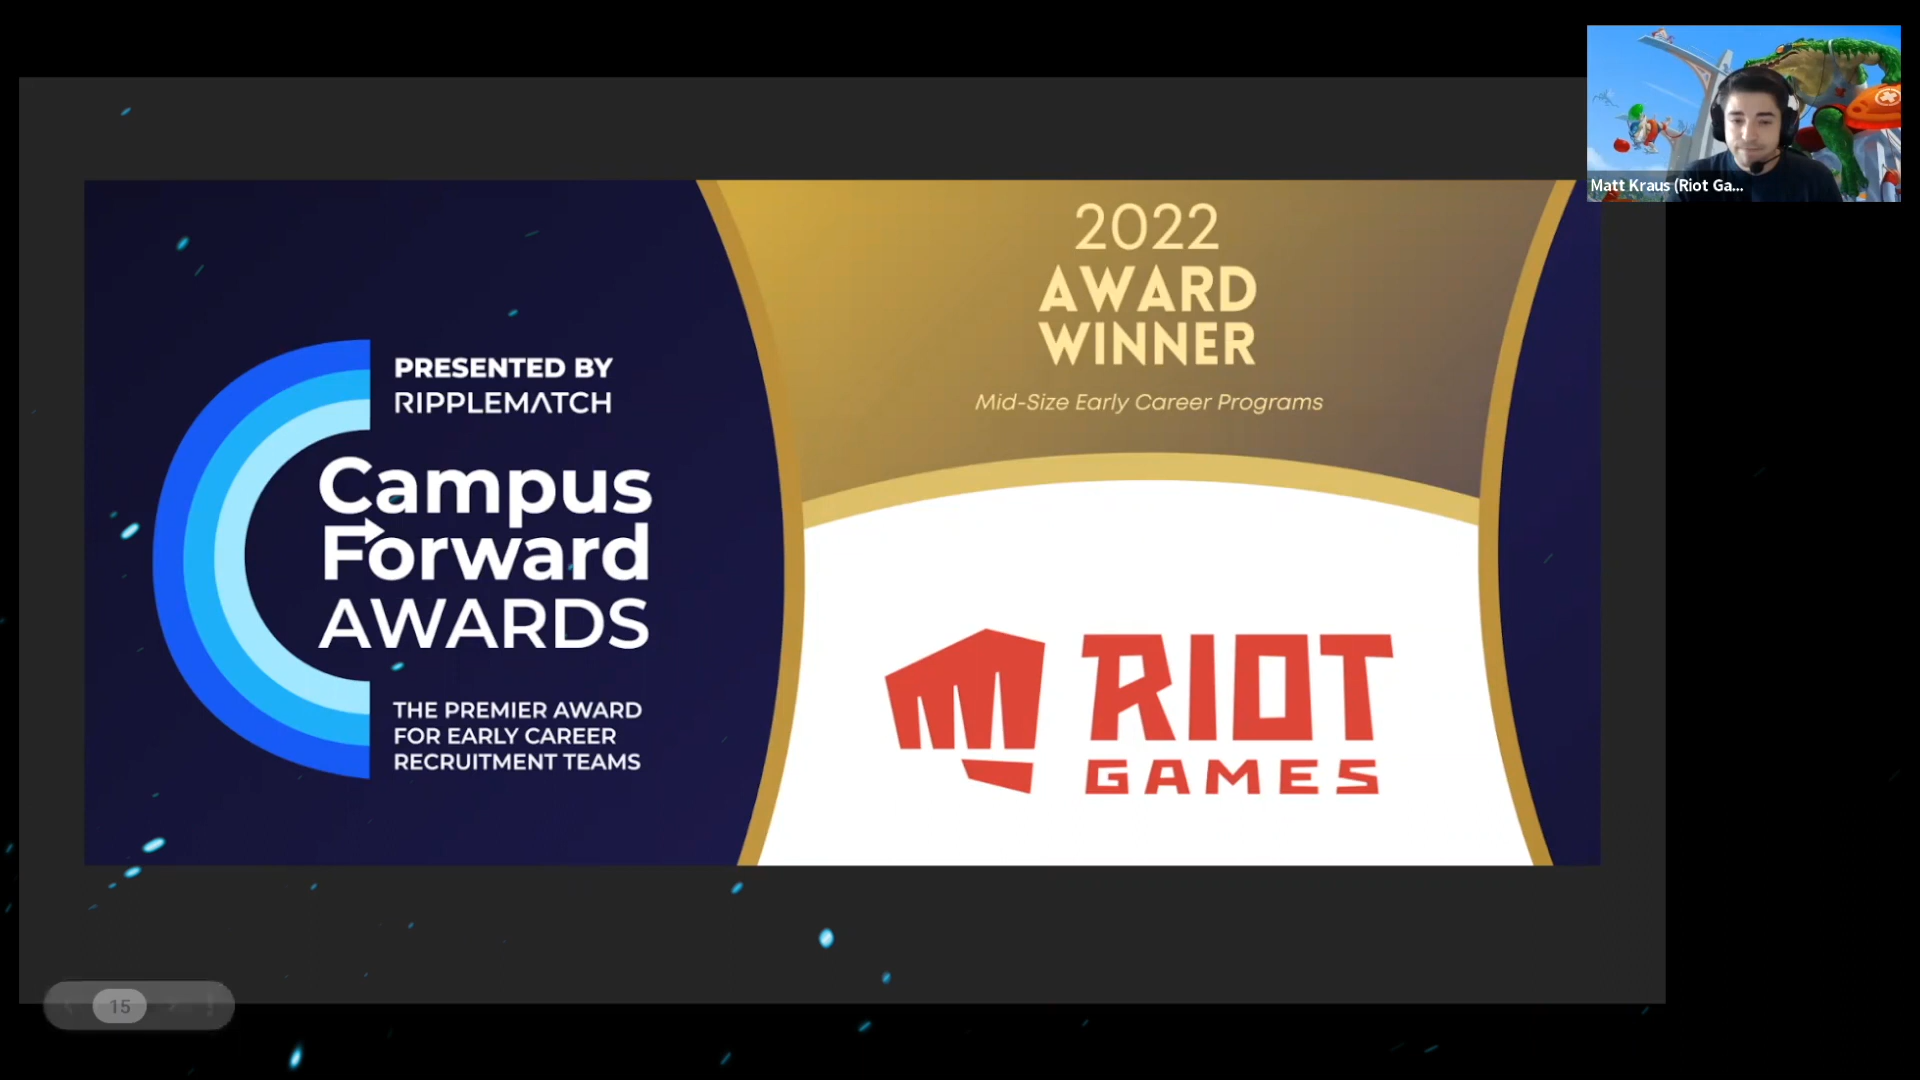 PRESENTED BY
RIPPLEMATCH
Campus
Forward
AWARDS
THE PREMIER AWARD
FOR EARLY CAREER
RECRUITMENT TEAMS
2022
AWARD
WINNER
Mid-Size Early Career Programs
RIOT
GAMES
Matt Kraus (Riot Ga...
15